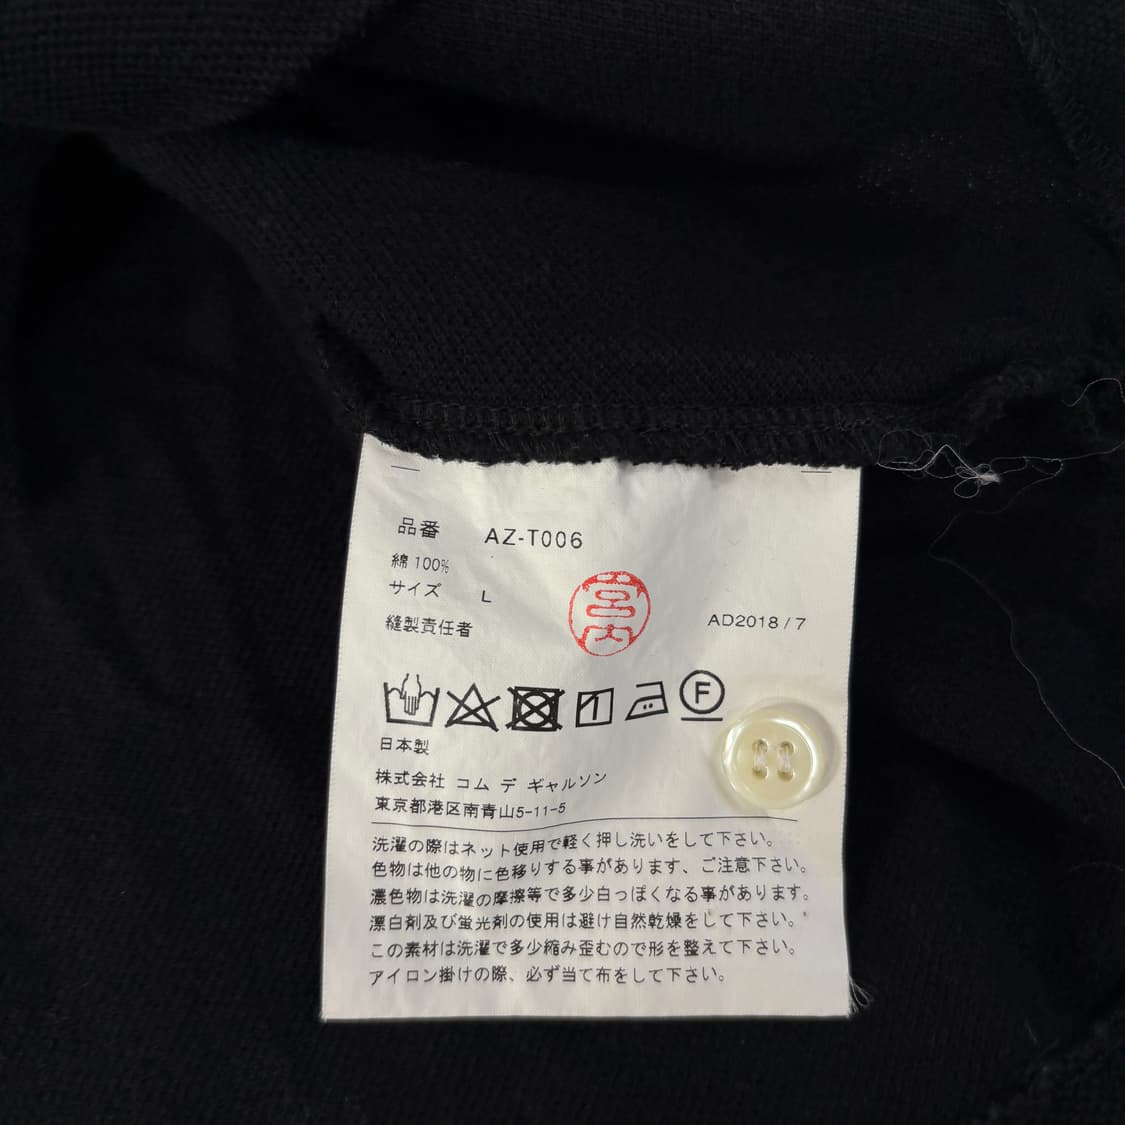 品番 AZ-T006
綿 100%
サイズ L
縫製責任者 宮内 AD2018 / 7
F
日本製
株式会社 コム デ ギャルソン
東京都港区南青山5-11-5
洗濯の際はネット使用で軽く押し洗いをして下さい。
色物は他の物に色移りする事があります、ご注意下さい。
濃色物は洗濯の摩擦等で多少白っぽくなる事があります。
漂白剤及び蛍光剤の使用は避け自然乾燥をして下さい。
この素材は洗濯で多少縮み歪むので形を整えて下さい。
アイロン掛けの際、必ず当て布をして下さい。